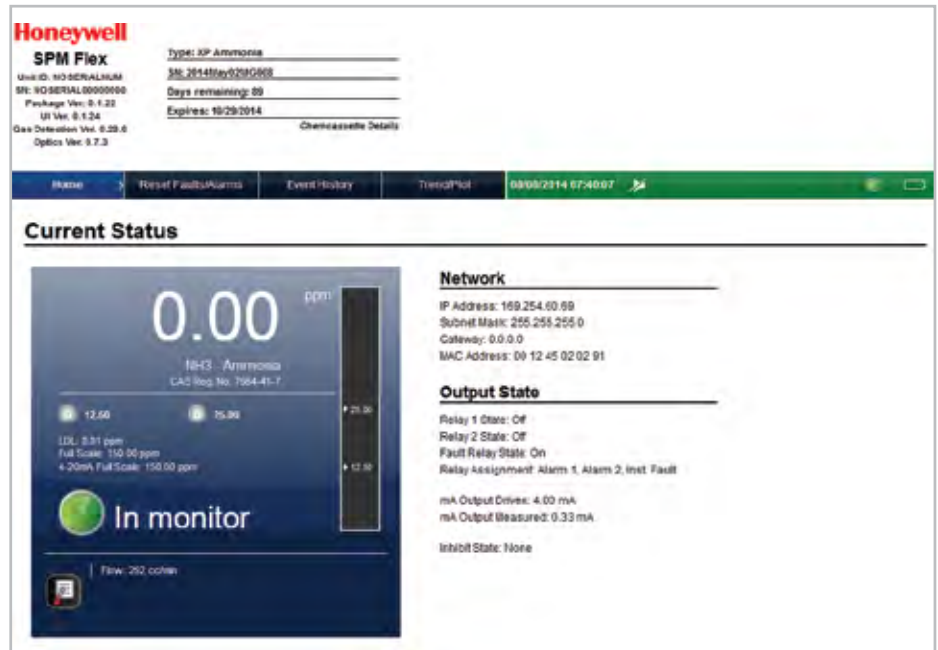 Honeywell
SPM Flex
Unit ID: NOSERIALNUM
SN: NOSERIAL00000000
Package Ver. 0.1.22
UI Ver. 0.1.24
Gas Detection Ver. 0.29.0
Optics Ver. 0.7.3
Type: XP Ammonia
SN: 2014May02MG008
Days remaining: 89
Expires: 10/29/2014
Chemcassette Details
Home
Reset Faults/Alarms
Event History
Trend/Plot
07:40:07
Current Status
0.00 ppm
NH3 Ammonia
CAS Reg. No. 7664-41-7
12.50
25.00
25.00
12.50
LDL: ppm
Full Scale: 150.00 ppm
4-20mA Full Scale: 150.00 ppm
In monitor
Flow: 252 cc/min
Network
IP Address: 169.254.60.69
Subnet Mask: 255.255.255.0
Gateway: 0.0.0.0
MAC Address: 00 12 45 02 02 91
Output State
Relay 1 State: Off
Relay 2 State: Off
Fault Relay State: On
Relay Assignment: Alarm 1, Alarm 2, Inst. Fault
mA Output Driven: 4.00 mA
mA Output Measured: 0.33 mA
Inhibit State: None